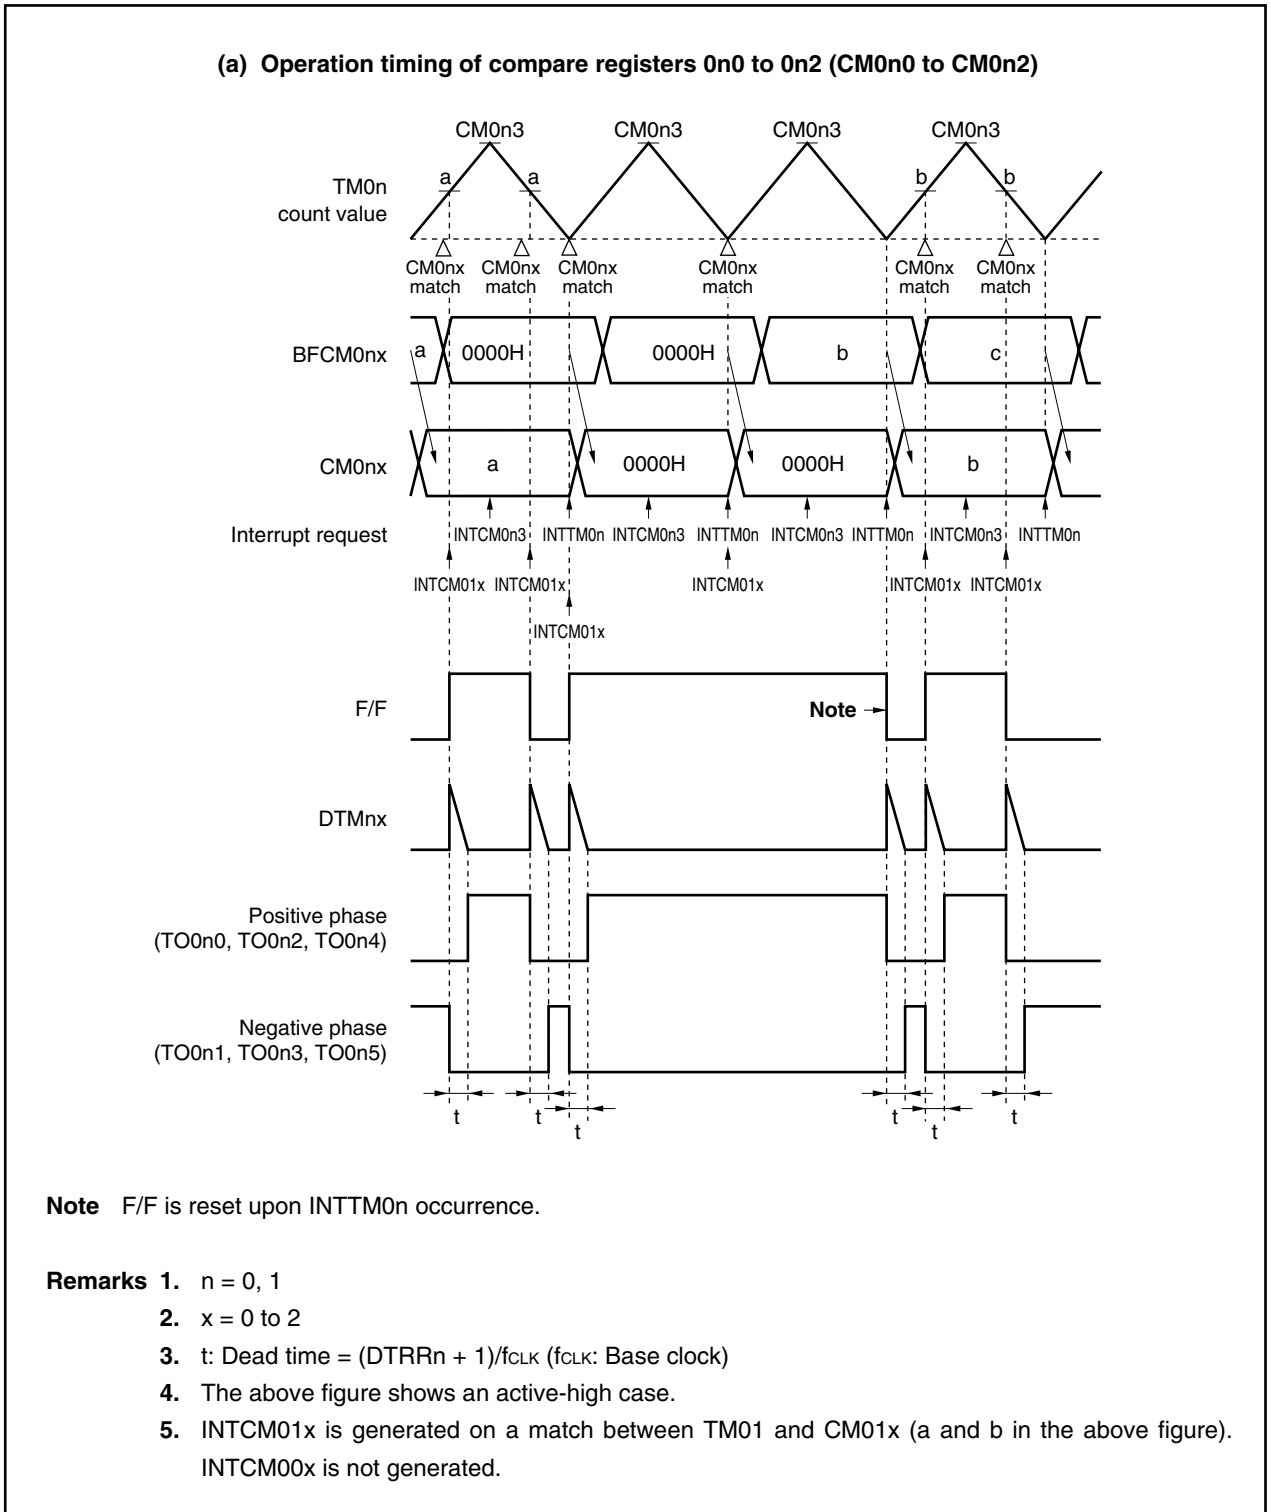 (a) Operation timing of compare registers 0n0 to 0n2 (CM0n0 to CM0n2)
CM0n3 CM0n3 CM0n3 CM0n3
a a b b
TM0n
count value
CM0nx CM0nx CM0nx CM0nx CM0nx CM0nx
match match match match match match
BFCM0nx a 0000H 0000H b c
CM0nx a 0000H 0000H b
Interrupt request INTCM0n3 INTTM0n INTCM0n3 INTTM0n INTCM0n3 INTTM0n INTCM0n3 INTTM0n
INTCM01x INTCM01x INTCM01x INTCM01x INTCM01x
INTCM01x
F/F Note
DTMnx
Positive phase
(TO0n0, TO0n2, TO0n4)
Negative phase
(TO0n1, TO0n3, TO0n5)
t t t t t t
Note F/F is reset upon INTTM0n occurrence.
Remarks 1. n = 0, 1
2. x = 0 to 2
3. t: Dead time = (DTRRn + 1)/fCLK (fCLK: Base clock)
4. The above figure shows an active-high case.
5. INTCM01x is generated on a match between TM01 and CM01x (a and b in the above figure).
INTCM00x is not generated.